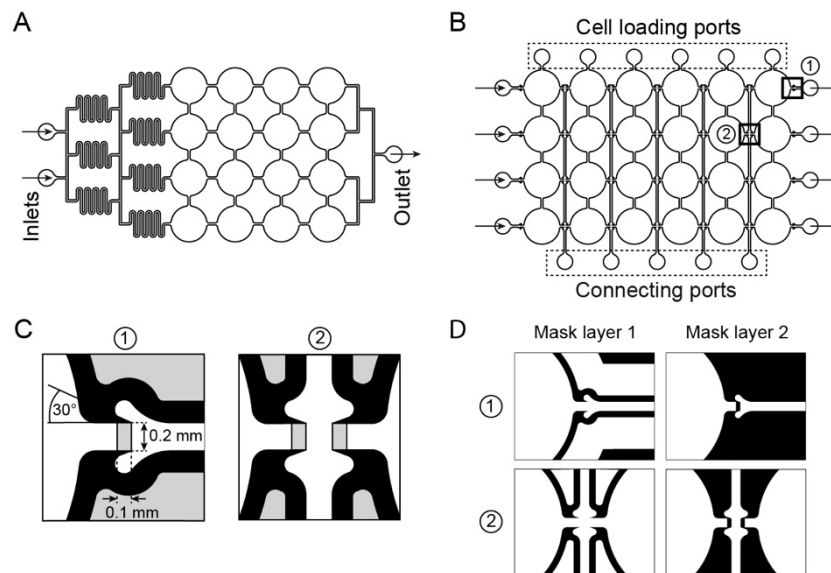 A
Inlets
Outlet
B
Cell loading ports
①
②
Connecting ports
C
①
②
30°
0.2 mm
0.1 mm
D
Mask layer 1
Mask layer 2
①
②